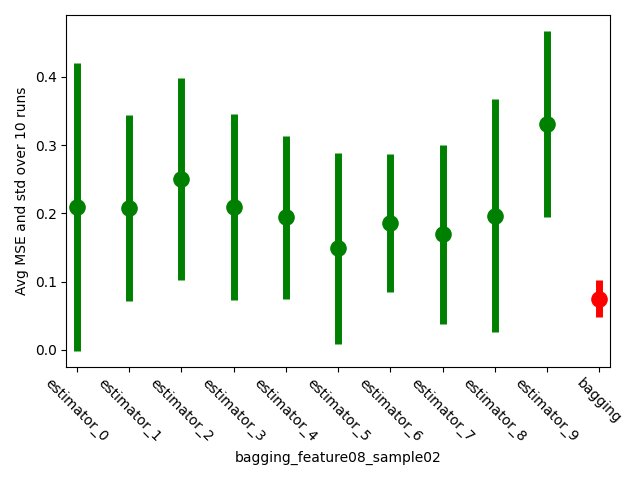 Avg MSE and std over 10 runs
0.4
0.3
0.2
0.1
0.0
estimator_0
estimator_1
estimator_2
estimator_3
estimator_4
estimator_5
estimator_6
estimator_7
estimator_8
estimator_9
bagging
bagging_feature08_sample02